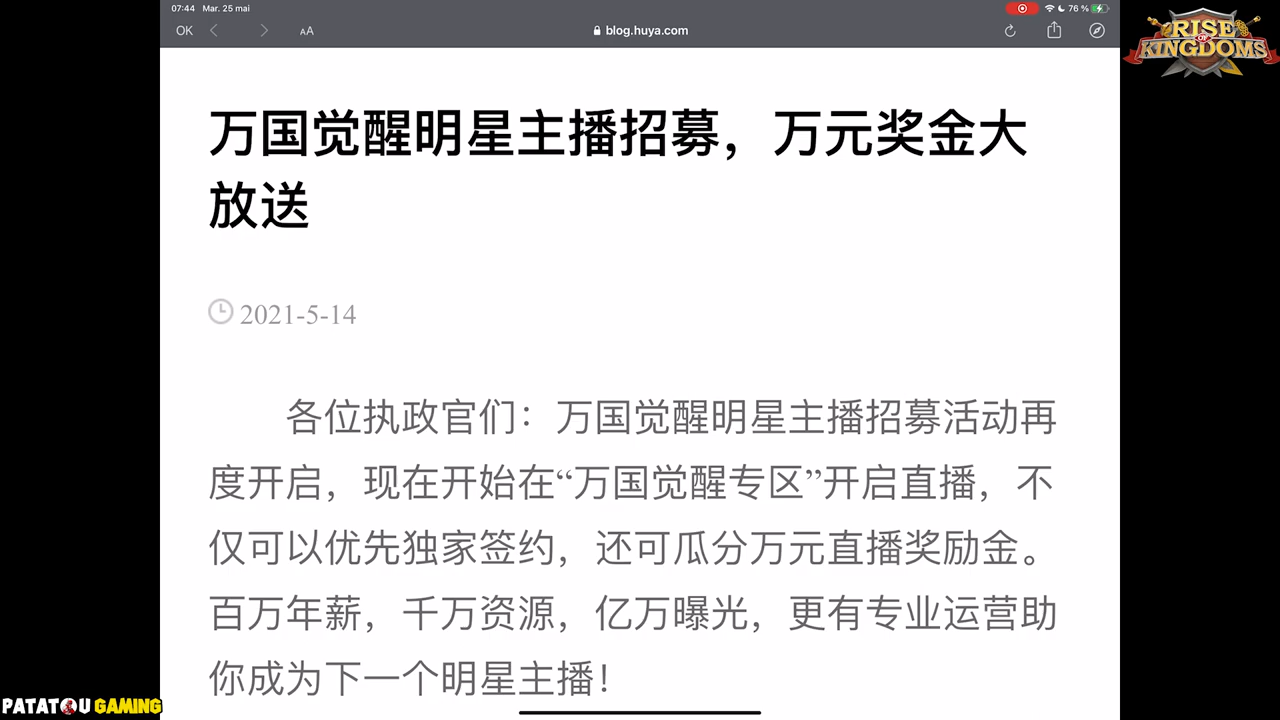 07:44 Mar. 25 mai 76 %
OK AA blog.huya.com
RISE OF KINGDOMS
万国觉醒明星主播招募，万元奖金大
放送
2021-5-14
各位执政官们：万国觉醒明星主播招募活动再
度开启，现在开始在“万国觉醒专区”开启直播，不
仅可以优先独家签约，还可瓜分万元直播奖励金。
百万年薪，千万资源，亿万曝光，更有专业运营助
你成为下一个明星主播！
PATATOU GAMING